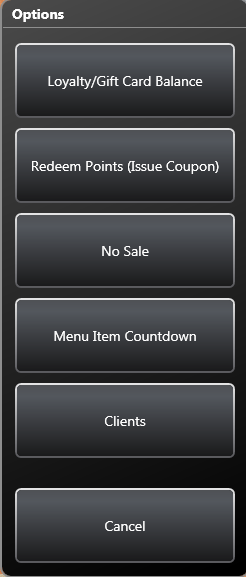 Options
Loyalty/Gift Card Balance
Redeem Points (Issue Coupon)
No Sale
Menu Item Countdown
Clients
Cancel